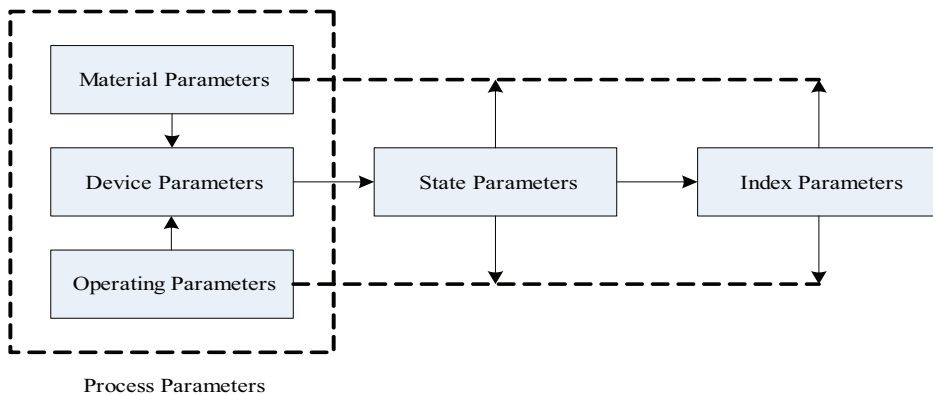 Material Parameters
Device Parameters
State Parameters
Index Parameters
Operating Parameters
Process Parameters